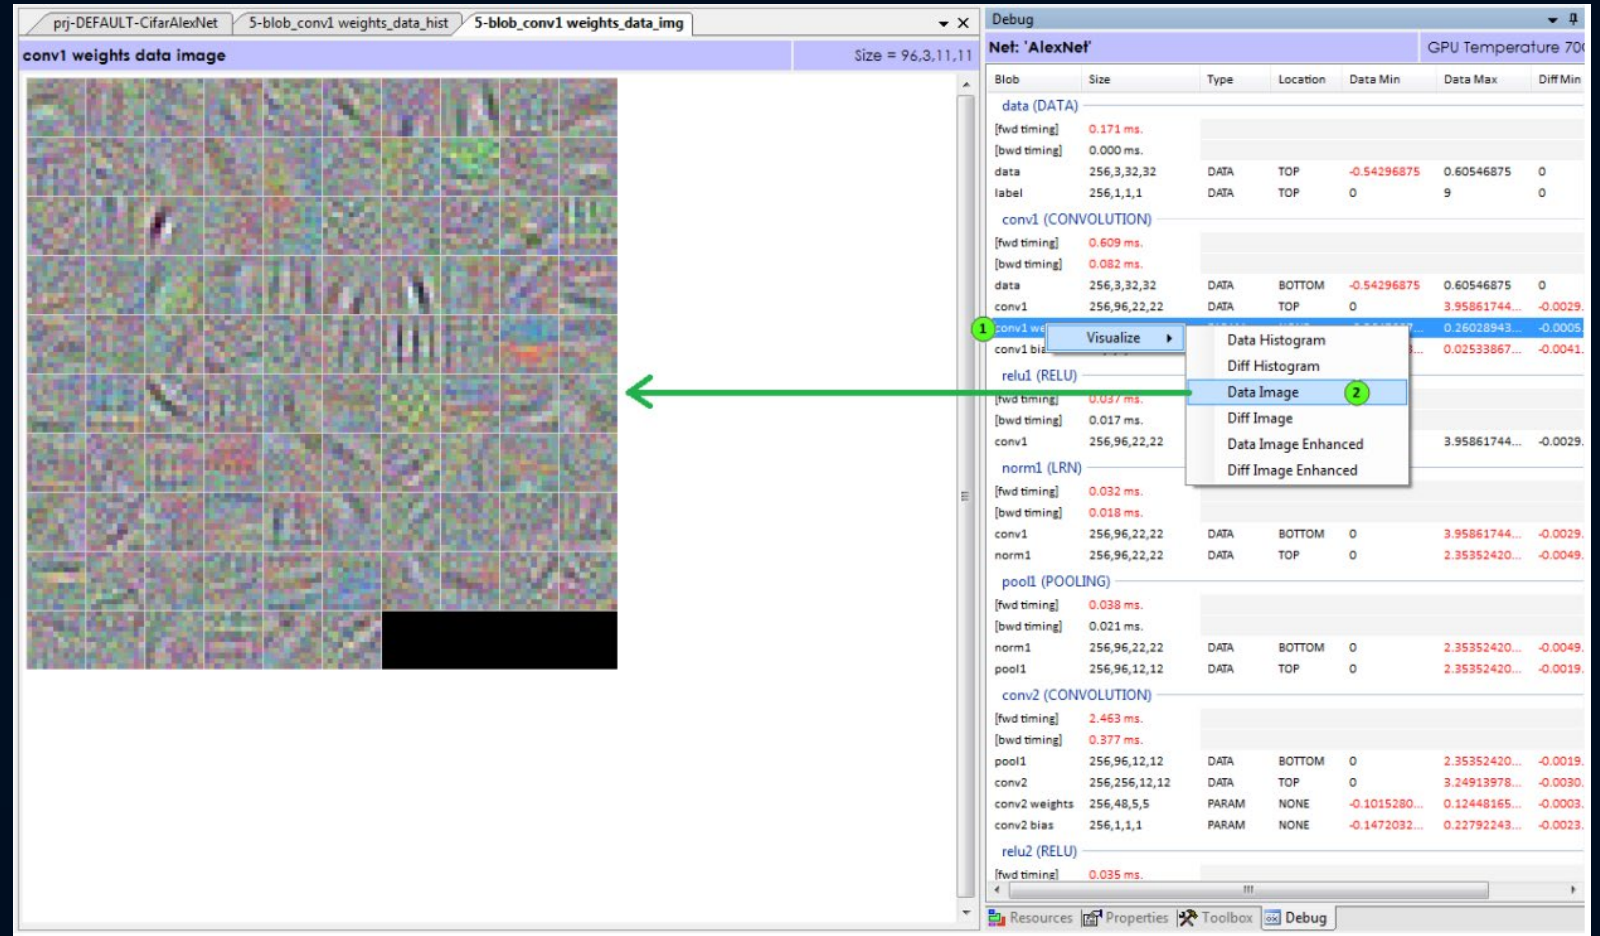 prj-DEFAULT-CifarAlexNet 5-blob_conv1 weights_data_hist 5-blob_conv1 weights_data_img
conv1 weights data image Size = 96,3,11,11
Debug
Net: 'AlexNet' GPU Temperature
Blob Size Type Location Data Min Data Max Diff Min
data (DATA)
[fwd timing] 0.171 ms.
[bwd timing] 0.000 ms.
data 256,3,32,32 DATA TOP -0.54296875 0.60546875 0
label 256,1,1,1 DATA TOP 0 9 0
conv1 (CONVOLUTION)
[fwd timing] 0.609 ms.
[bwd timing] 0.082 ms.
data 256,3,32,32 DATA BOTTOM -0.54296875 0.60546875 0
conv1 256,96,22,22 DATA TOP 0 3.95861744... -0.0029.
1 conv1 we 0.26028943... -0.0005.
Visualize
Data Histogram
conv1 bia 0.02533867... -0.0041.
Diff Histogram
relu1 (RELU)
Data Image 2
[fwd timing] 0.037 ms.
[bwd timing] 0.017 ms.
Diff Image
conv1 256,96,22,22 3.95861744... -0.0029.
Data Image Enhanced
norm1 (LRN)
Diff Image Enhanced
[fwd timing] 0.032 ms.
[bwd timing] 0.018 ms.
conv1 256,96,22,22 DATA BOTTOM 0 3.95861744... -0.0029.
norm1 256,96,22,22 DATA TOP 0 2.35352420... -0.0049.
pool1 (POOLING)
[fwd timing] 0.038 ms.
[bwd timing] 0.021 ms.
norm1 256,96,22,22 DATA BOTTOM 0 2.35352420... -0.0049.
pool1 256,96,12,12 DATA TOP 0 2.35352420... -0.0019.
conv2 (CONVOLUTION)
[fwd timing] 2.463 ms.
[bwd timing] 0.377 ms.
pool1 256,96,12,12 DATA BOTTOM 0 2.35352420... -0.0019.
conv2 256,256,12,12 DATA TOP 0 3.24913978... -0.0030.
conv2 weights 256,48,5,5 PARAM NONE -0.1015280... 0.12448165... -0.0003.
conv2 bias 256,1,1,1 PARAM NONE -0.1472032... 0.22792243... -0.0023.
relu2 (RELU)
[fwd timing] 0.035 ms.
Resources Properties Toolbox Debug